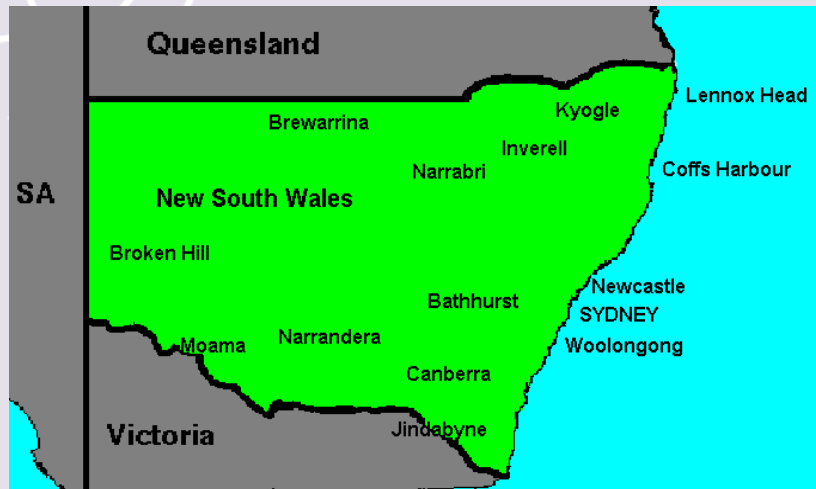 Queensland
Lennox Head
Kyogle
Brewarrina
Inverell
Narrabri
Coffs Harbour
SA
New South Wales
Broken Hill
Newcastle
Bathhurst
SYDNEY
Narrandera
Moama
Woolongong
Canberra
Jindabyne
Victoria